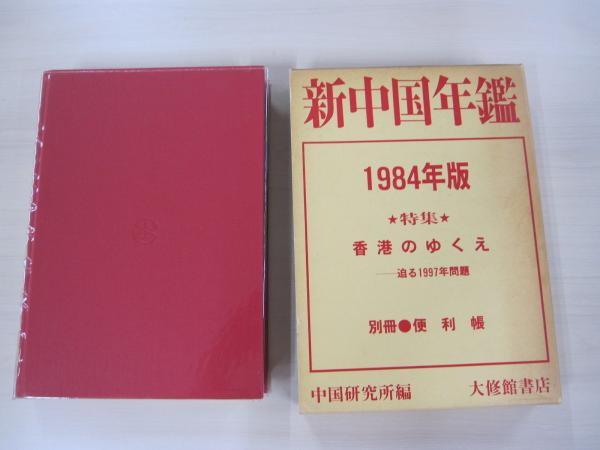 新中国年鑑
1984年版
★特集★
香港のゆくえ
──迫る1997年問題
別冊●便利帳
中国研究所編 大修館書店